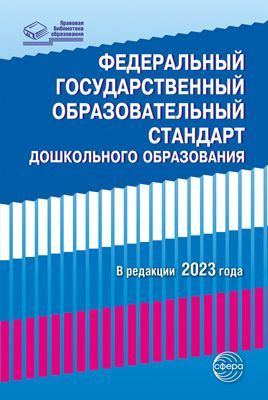 Правовая
библиотека
образования
ФЕДЕРАЛЬНЫЙ
ГОСУДАРСТВЕННЫЙ
ОБРАЗОВАТЕЛЬНЫЙ
СТАНДАРТ
ДОШКОЛЬНОГО ОБРАЗОВАНИЯ
В редакции 2023 года
сфера